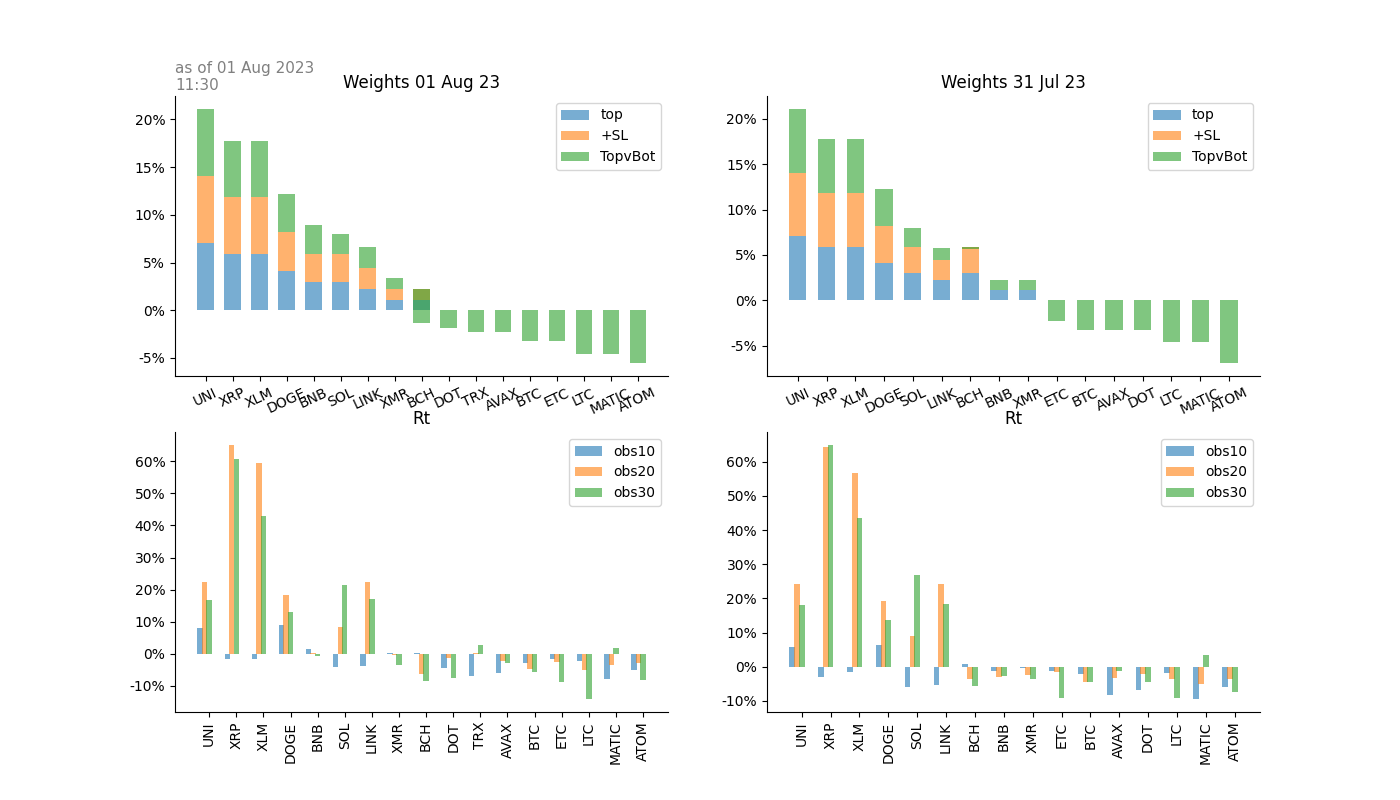 as of 01 Aug 2023
11:30
Weights 01 Aug 23
20%
15%
10%
5%
0%
-5%
top
+SL
TopvBot
UNI XRP XLM DOGE BNB SOL LINK XMR BCH DOT TRX AVAX BTC ETC LTC MATIC ATOM
Weights 31 Jul 23
20%
15%
10%
5%
0%
-5%
top
+SL
TopvBot
UNI XRP XLM DOGE SOL LINK BCH BNB XMR ETC BTC AVAX DOT LTC MATIC ATOM
Rt
60%
50%
40%
30%
20%
10%
0%
-10%
obs10
obs20
obs30
UNI XRP XLM DOGE BNB SOL LINK XMR BCH DOT TRX AVAX BTC ETC LTC MATIC ATOM
Rt
60%
50%
40%
30%
20%
10%
0%
-10%
obs10
obs20
obs30
UNI XRP XLM DOGE SOL LINK BCH BNB XMR ETC BTC AVAX DOT LTC MATIC ATOM